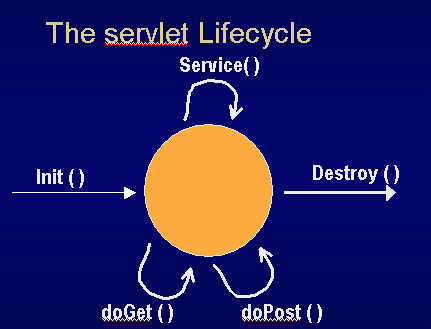 The servlet Lifecycle
Service( )
Init ( )
Destroy ( )
doGet ( )
doPost ( )